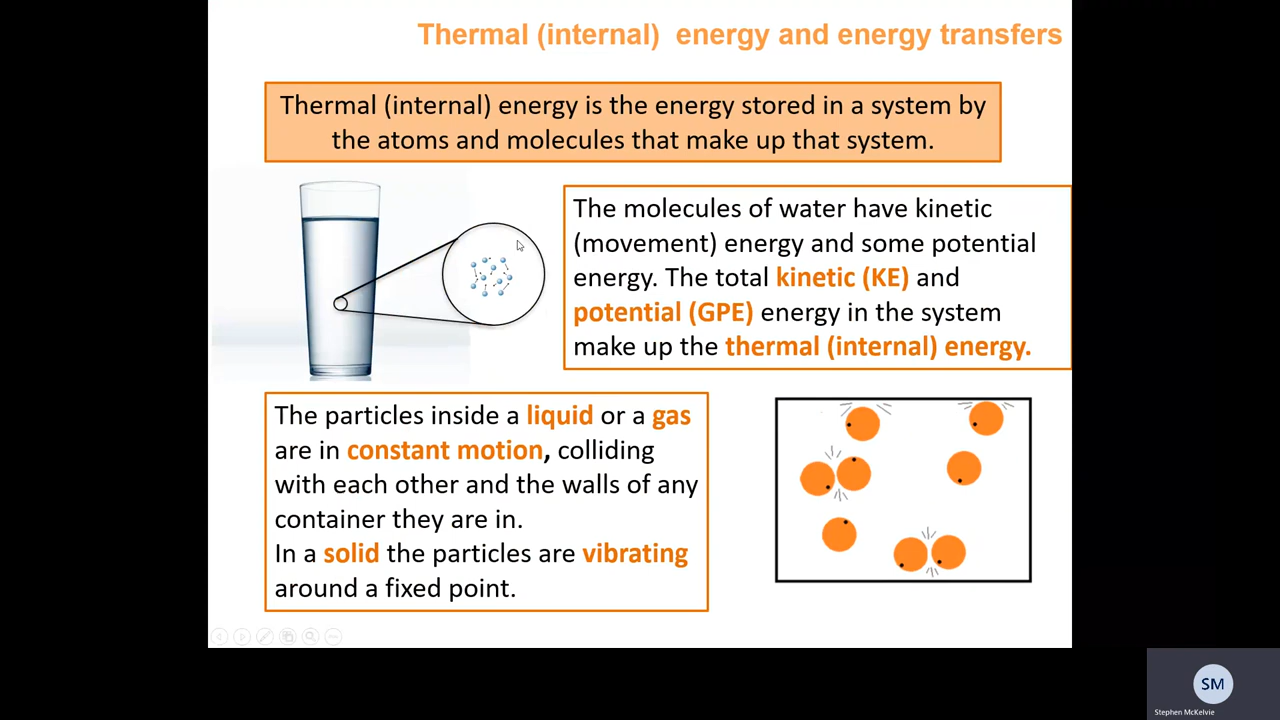 Thermal (internal) energy and energy transfers
Thermal (internal) energy is the energy stored in a system by
the atoms and molecules that make up that system.
The molecules of water have kinetic
(movement) energy and some potential
energy. The total kinetic (KE) and
potential (GPE) energy in the system
make up the thermal (internal) energy.
The particles inside a liquid or a gas
are in constant motion, colliding
with each other and the walls of any
container they are in.
In a solid the particles are vibrating
around a fixed point.
SM
Stephen McKelvie